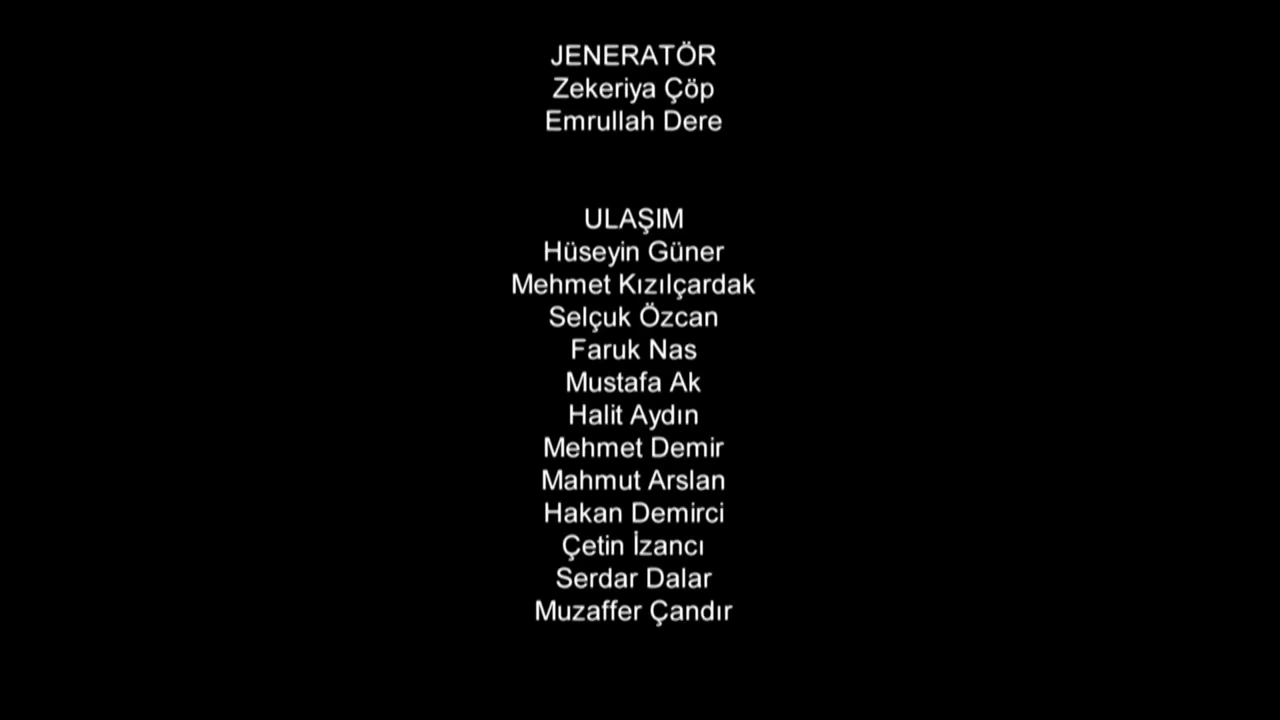 JENERATÖR
Zekeriya Çöp
Emrullah Dere
ULAŞIM
Hüseyin Güner
Mehmet Kızılçardak
Selçuk Özcan
Faruk Nas
Mustafa Ak
Halit Aydın
Mehmet Demir
Mahmut Arslan
Hakan Demirci
Çetin İzancı
Serdar Dalar
Muzaffer Çandır